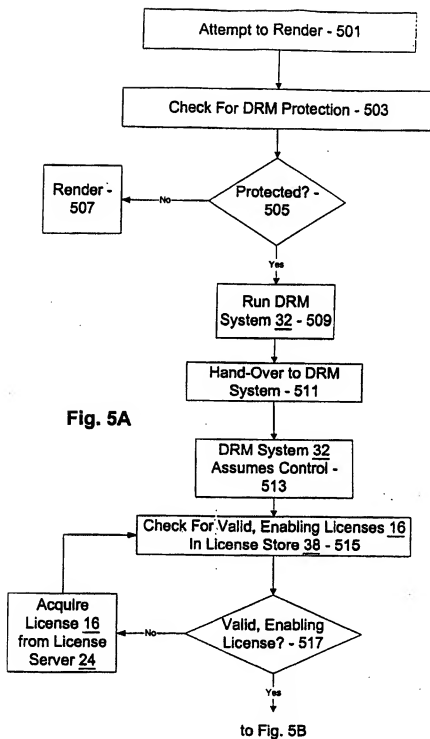 Attempt to Render - 501
Check For DRM Protection - 503
Protected? -
505
Render -
507
No
Yes
Run DRM
System 32 - 509
Hand-Over to DRM
System - 511
Fig. 5A
DRM System 32
Assumes Control -
513
Check For Valid, Enabling Licenses 16
In License Store 38 - 515
Acquire
License 16
from License
Server 24
No
Valid, Enabling
License? - 517
Yes
to Fig. 5B